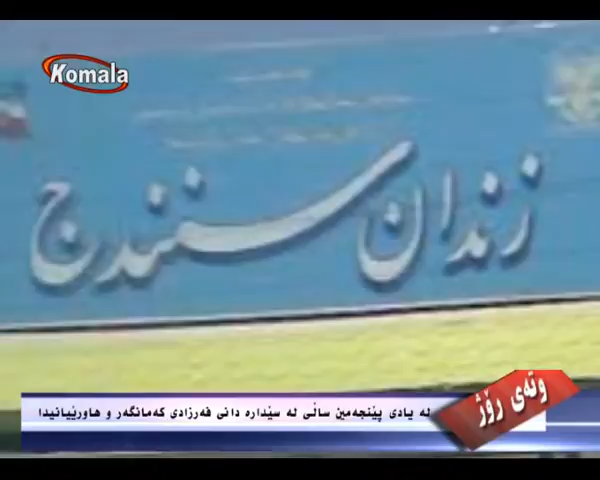 Komala
زندان سنندج
وتەی رۆژ
لە یادی پێنجەمین ساڵی لە سێدارە دانی فەرزادی کەمانگەر و هاورێیانیدا